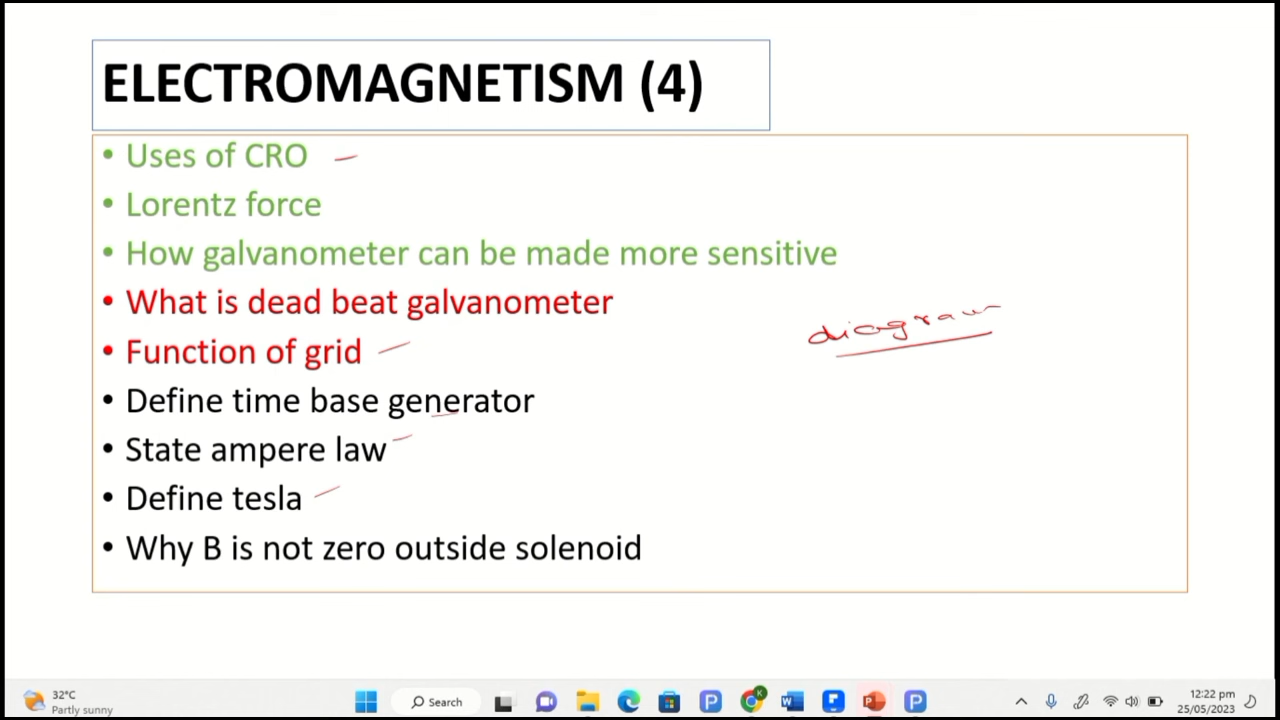 ELECTROMAGNETISM (4)
• Uses of CRO
• Lorentz force
• How galvanometer can be made more sensitive
• What is dead beat galvanometer
• Function of grid
• Define time base generator
• State ampere law
• Define tesla
• Why B is not zero outside solenoid
diagram
32°C
Partly sunny
Search
12:22 pm
25/05/2023